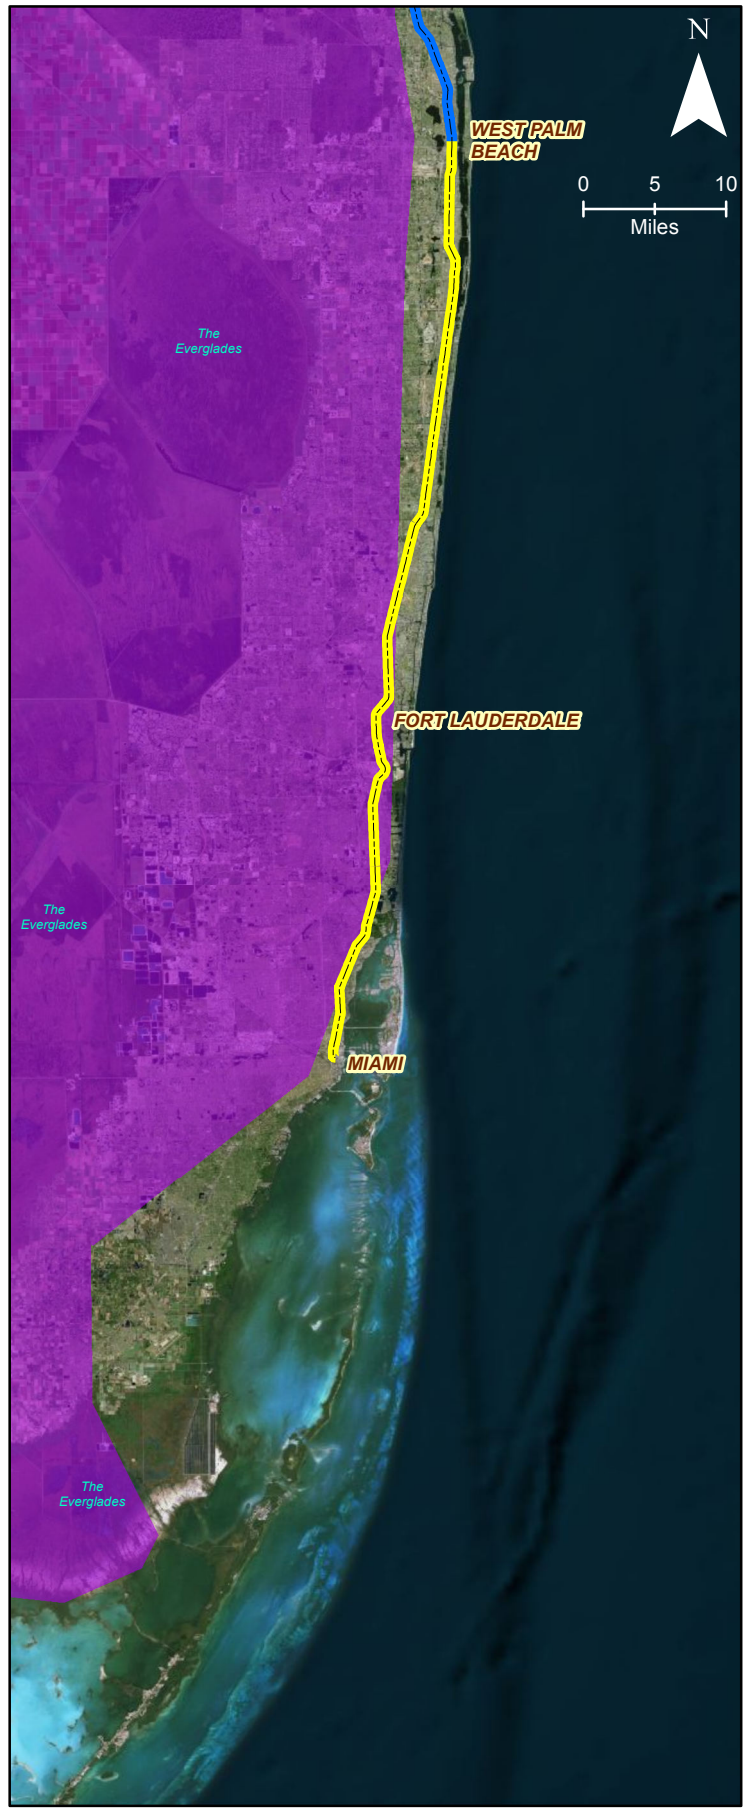 N
WEST PALM
BEACH
0 5 10
Miles
The
Everglades
FORT LAUDERDALE
The
Everglades
MIAMI
The
Everglades